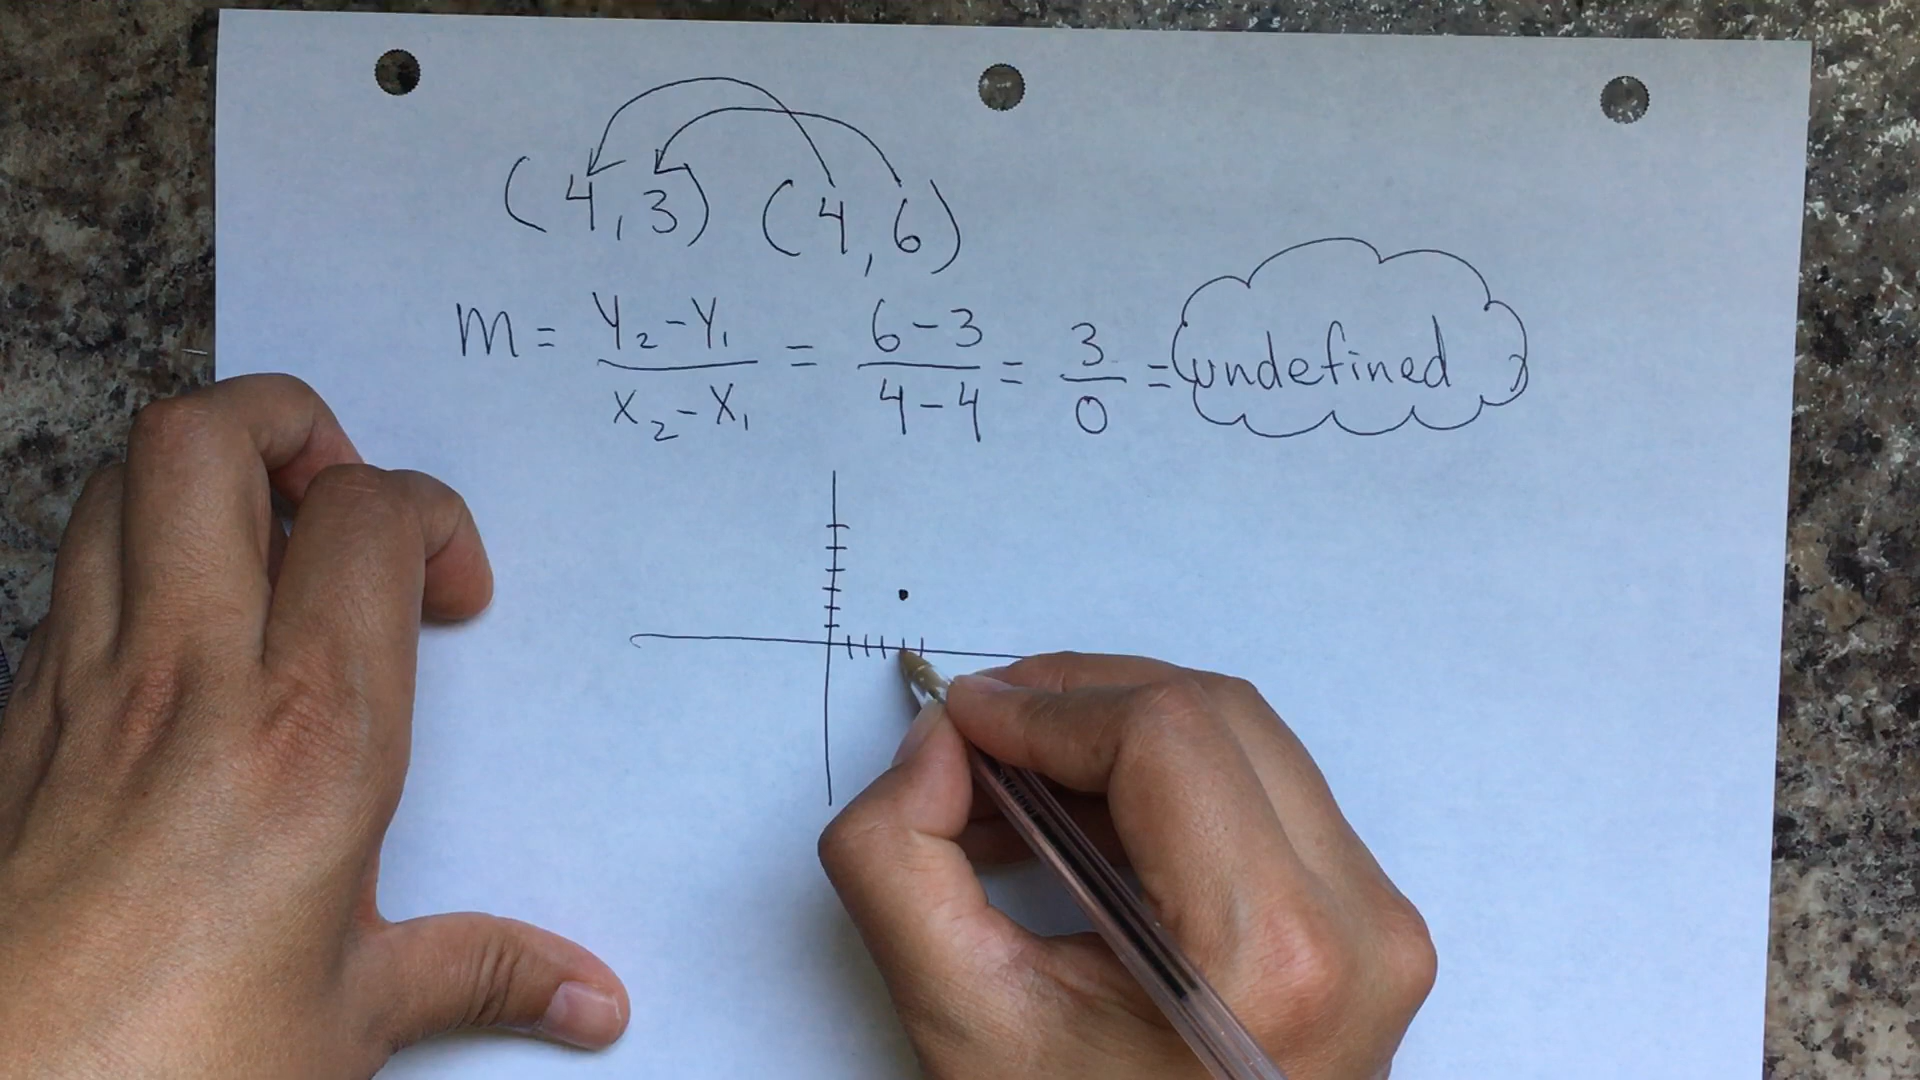 (4,3) (4,6)
m = Y₂-Y₁/X₂-X₁ = 6-3/4-4 = 3/0 = undefined